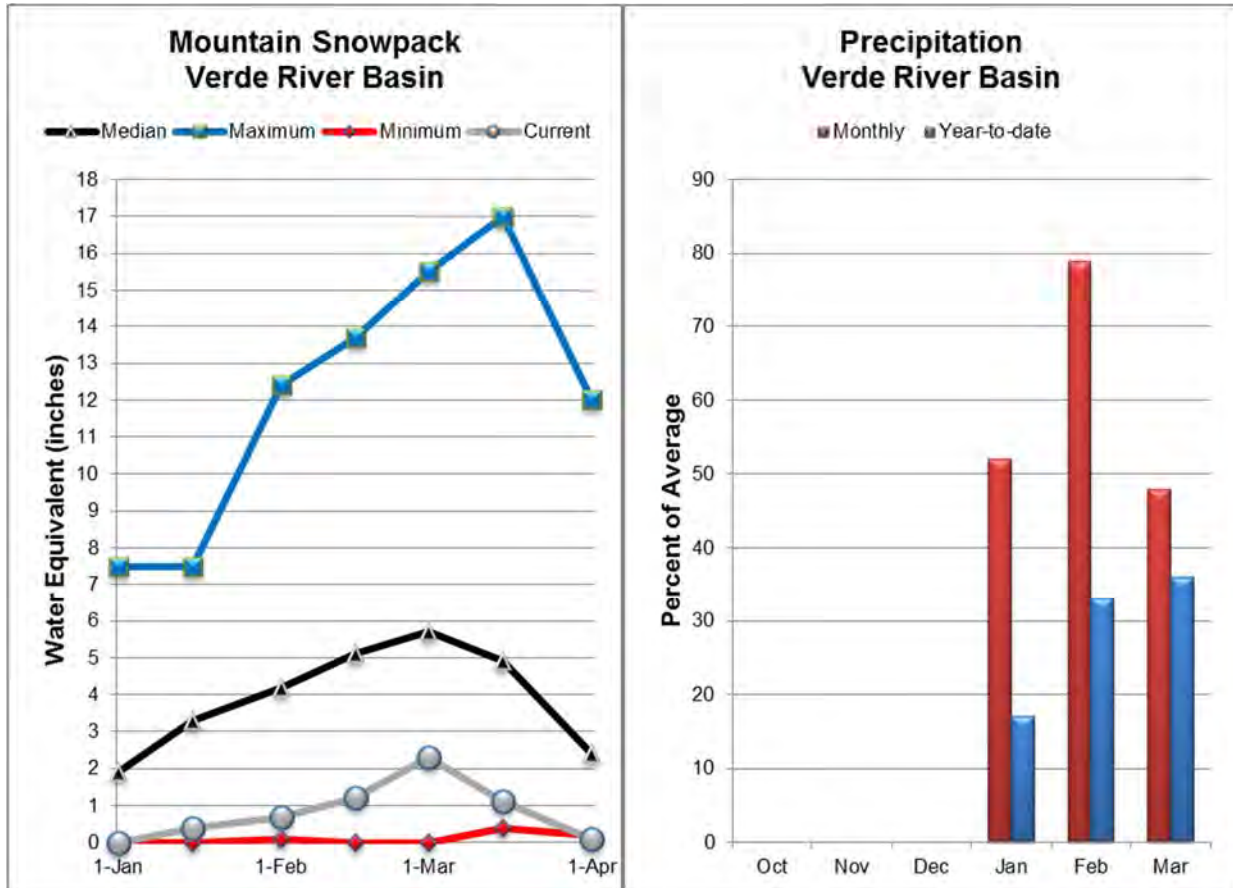 Mountain Snowpack
Verde River Basin
Median Maximum Minimum Current
Water Equivalent (inches)
18
17
16
15
14
13
12
11
10
9
8
7
6
5
4
3
2
1
0
1-Jan 1-Feb 1-Mar 1-Apr
Precipitation
Verde River Basin
Monthly Year-to-date
Percent of Average
90
80
70
60
50
40
30
20
10
0
Oct Nov Dec Jan Feb Mar